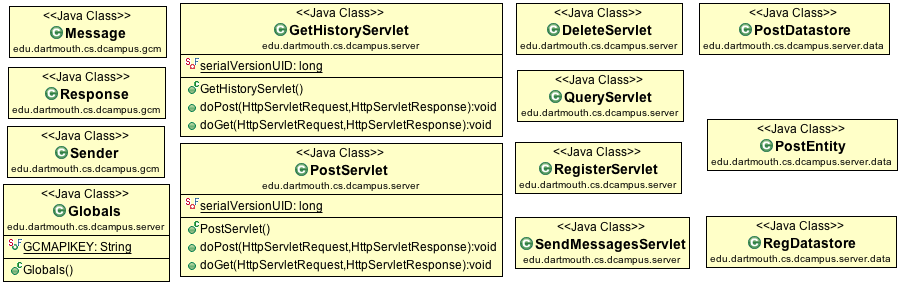 <<Java Class>>
Message
edu.dartmouth.cs.dcampus.gcm
<<Java Class>>
Response
edu.dartmouth.cs.dcampus.gcm
<<Java Class>>
Sender
edu.dartmouth.cs.dcampus.gcm
<<Java Class>>
Globals
edu.dartmouth.cs.dcampus.server
GCMAPIKEY: String
Globals()
<<Java Class>>
GetHistoryServlet
edu.dartmouth.cs.dcampus.server
serialVersionUID: long
GetHistoryServlet()
doPost(HttpServletRequest,HttpServletResponse):void
doGet(HttpServletRequest,HttpServletResponse):void
<<Java Class>>
PostServlet
edu.dartmouth.cs.dcampus.server
serialVersionUID: long
PostServlet()
doPost(HttpServletRequest,HttpServletResponse):void
doGet(HttpServletRequest,HttpServletResponse):void
<<Java Class>>
DeleteServlet
edu.dartmouth.cs.dcampus.server
<<Java Class>>
QueryServlet
edu.dartmouth.cs.dcampus.server
<<Java Class>>
RegisterServlet
edu.dartmouth.cs.dcampus.server
<<Java Class>>
SendMessagesServlet
edu.dartmouth.cs.dcampus.server
<<Java Class>>
PostDatastore
edu.dartmouth.cs.dcampus.server.data
<<Java Class>>
PostEntity
edu.dartmouth.cs.dcampus.server.data
<<Java Class>>
RegDatastore
edu.dartmouth.cs.dcampus.server.data